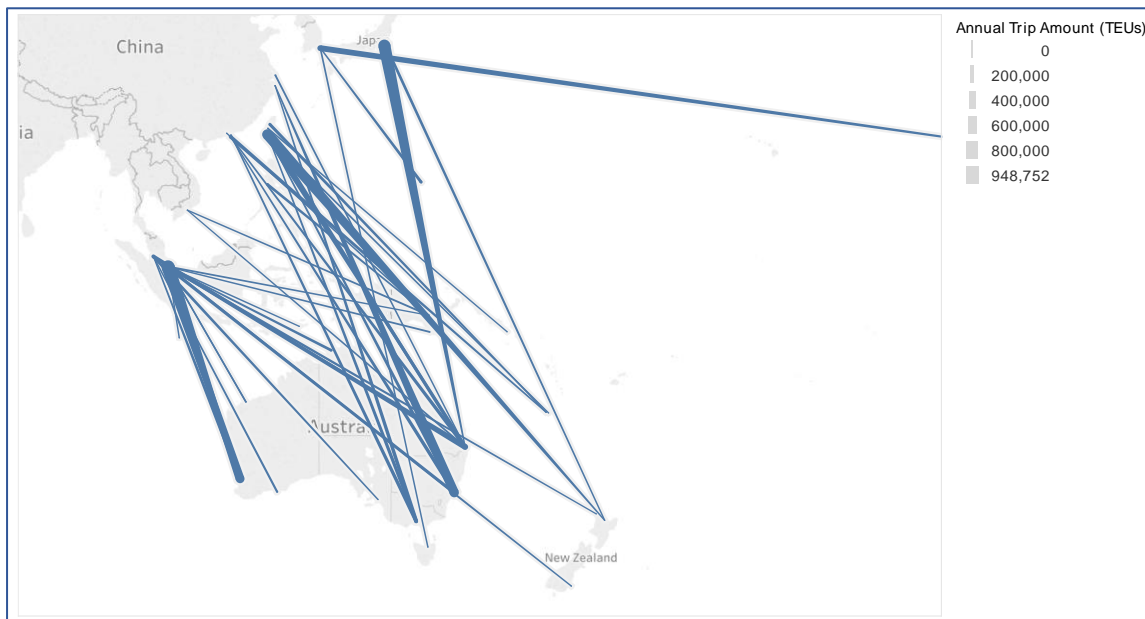 China
Jap
ia
Austra
New Zealand
Annual Trip Amount (TEUs)
0
200,000
400,000
600,000
800,000
948,752